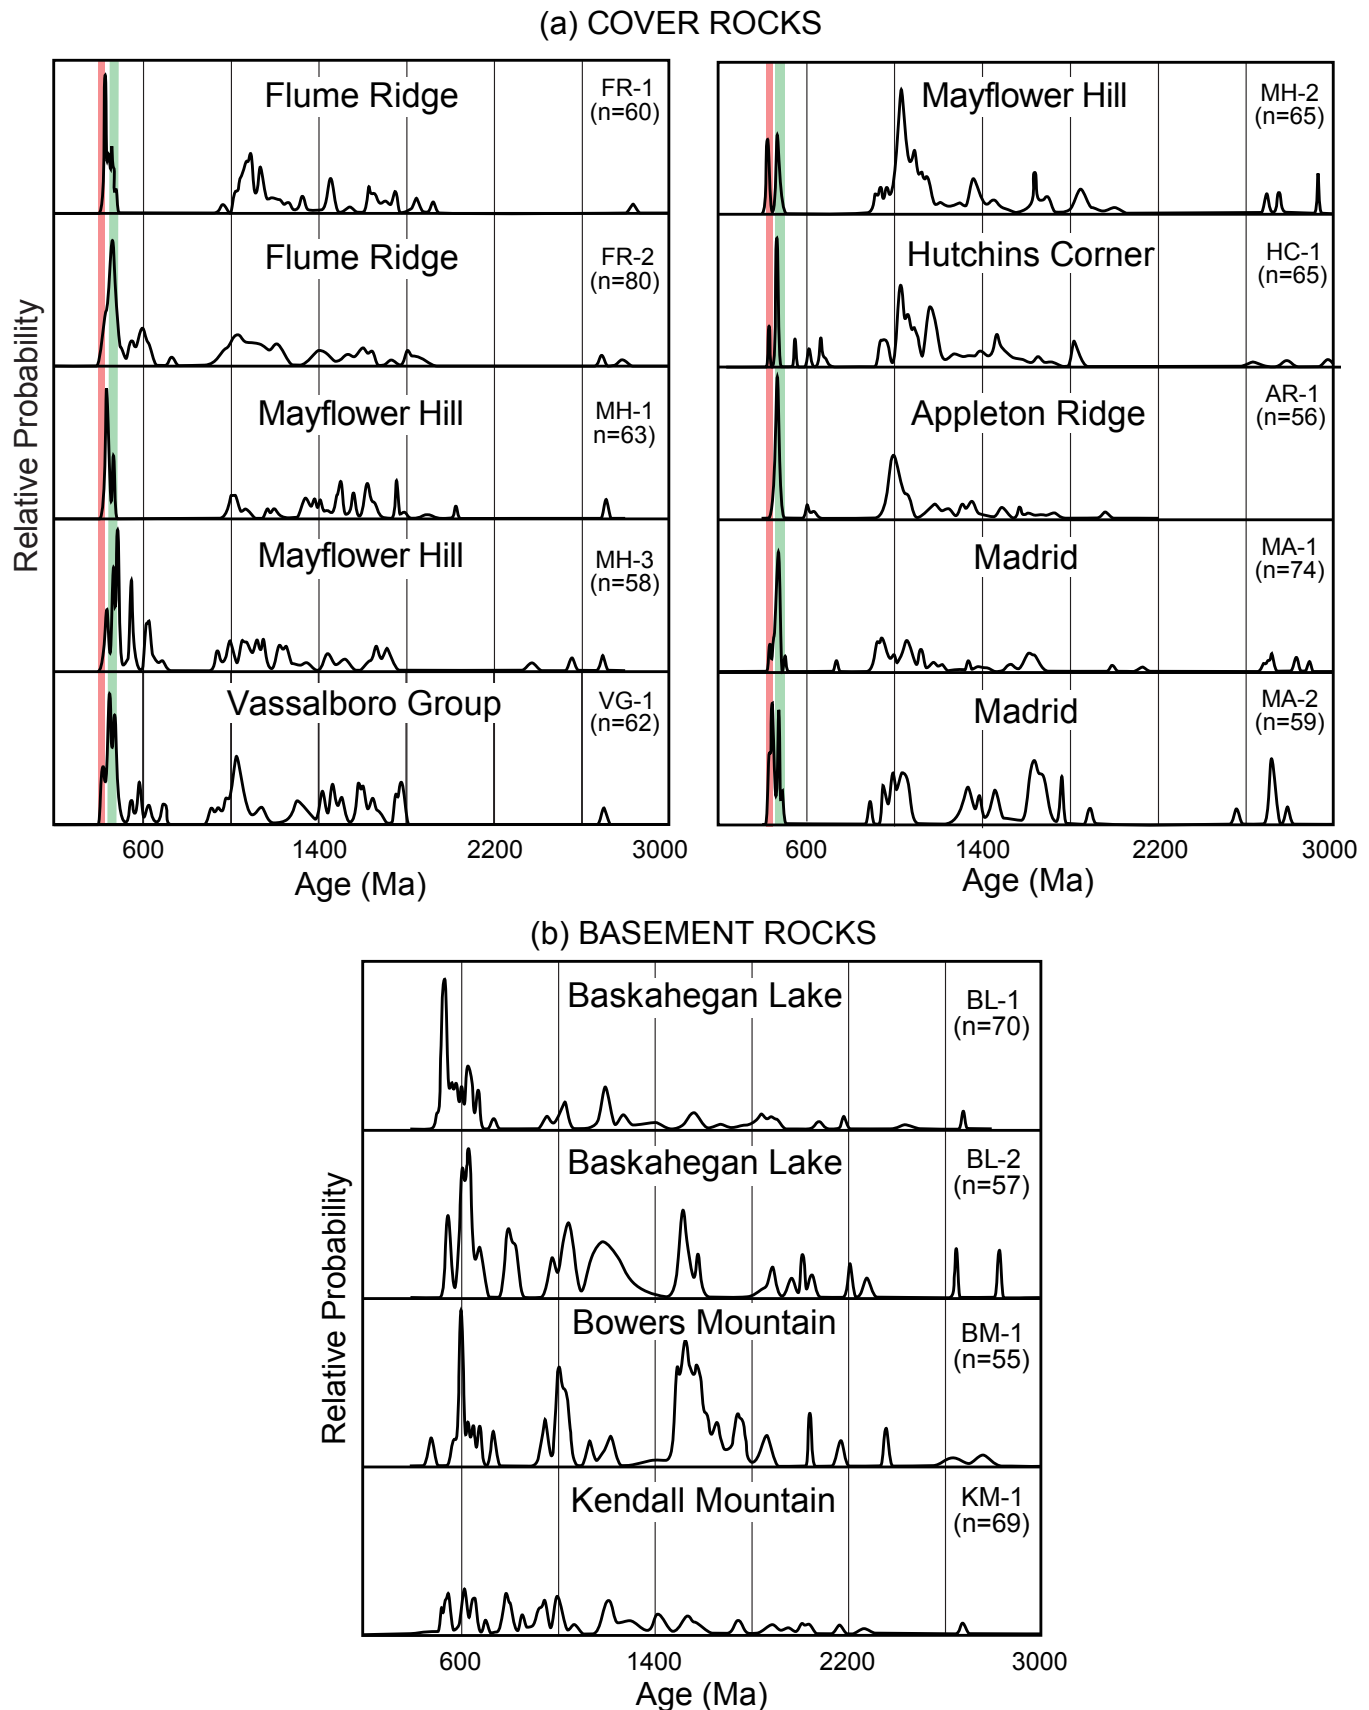 (a) COVER ROCKS
Relative Probability
Flume Ridge
FR-1
(n=60)
Flume Ridge
FR-2
(n=80)
Mayflower Hill
MH-1
n=63)
Mayflower Hill
MH-3
(n=58)
Vassalboro Group
VG-1
(n=62)
600 1400 2200 3000
Age (Ma)
Mayflower Hill
MH-2
(n=65)
Hutchins Corner
HC-1
(n=65)
Appleton Ridge
AR-1
(n=56)
Madrid
MA-1
(n=74)
Madrid
MA-2
(n=59)
600 1400 2200 3000
Age (Ma)
(b) BASEMENT ROCKS
Relative Probability
Baskahegan Lake
BL-1
(n=70)
Baskahegan Lake
BL-2
(n=57)
Bowers Mountain
BM-1
(n=55)
Kendall Mountain
KM-1
(n=69)
600 1400 2200 3000
Age (Ma)